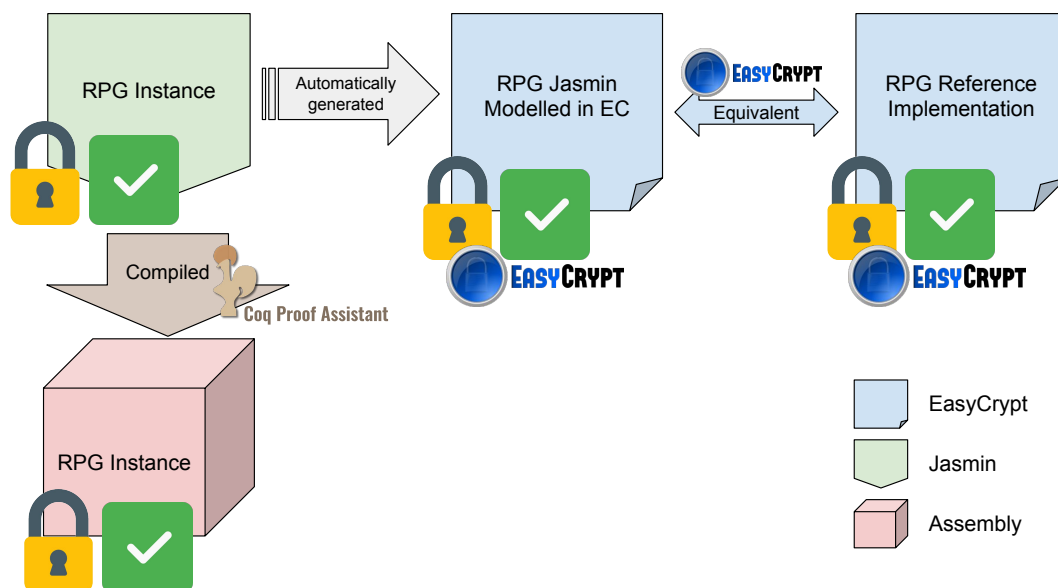 RPG Instance
Automatically
generated
RPG Jasmin
Modelled in EC
EASYCRYPT
Equivalent
RPG Reference
Implementation
EASYCRYPT
EASYCRYPT
Compiled
Coq Proof Assistant
RPG Instance
EasyCrypt
Jasmin
Assembly